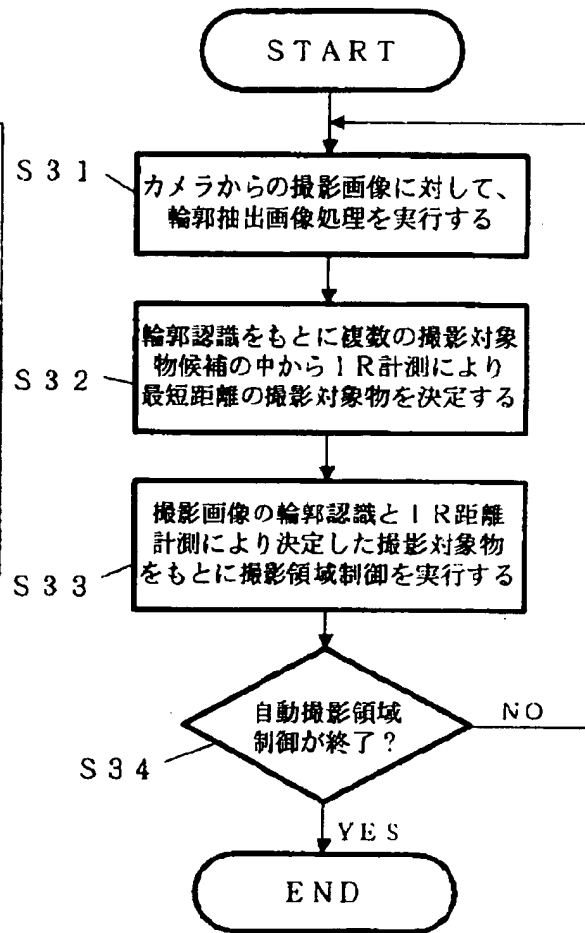 START
S31
カメラからの撮影画像に対して、
輪郭抽出画像処理を実行する
S32
輪郭認識をもとに複数の撮影対象
物候補の中からIR計測により
最短距離の撮影対象物を決定する
S33
撮影画像の輪郭認識とIR距離
計測により決定した撮影対象物
をもとに撮影領域制御を実行する
自動撮影領域
制御が終了?
NO
S34
YES
END